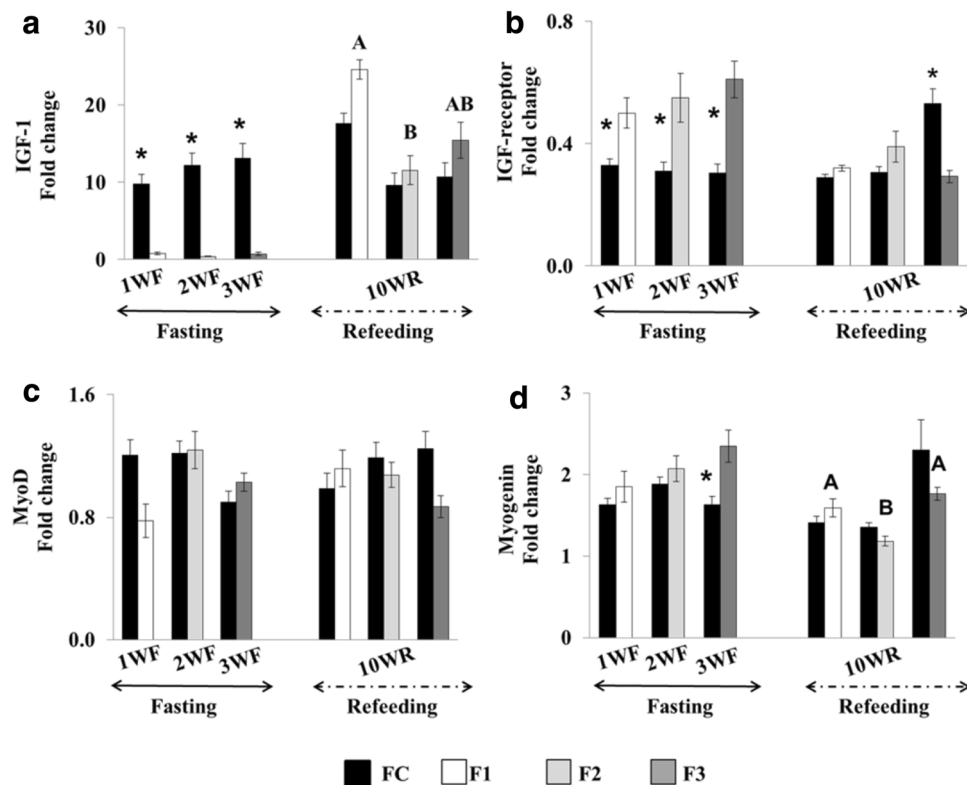 a
IGF-1
Fold change
30
20
10
0
*
*
*
A
B
AB
1WF
2WF
3WF
10WR
Fasting
Refeeding
b
IGF-receptor
Fold change
0.8
0.4
0.0
*
*
*
*
1WF
2WF
3WF
10WR
Fasting
Refeeding
c
MyoD
Fold change
1.6
0.8
0.0
1WF
2WF
3WF
10WR
Fasting
Refeeding
d
Myogenin
Fold change
3
2
1
0
*
A
B
A
1WF
2WF
3WF
10WR
Fasting
Refeeding
FC
F1
F2
F3